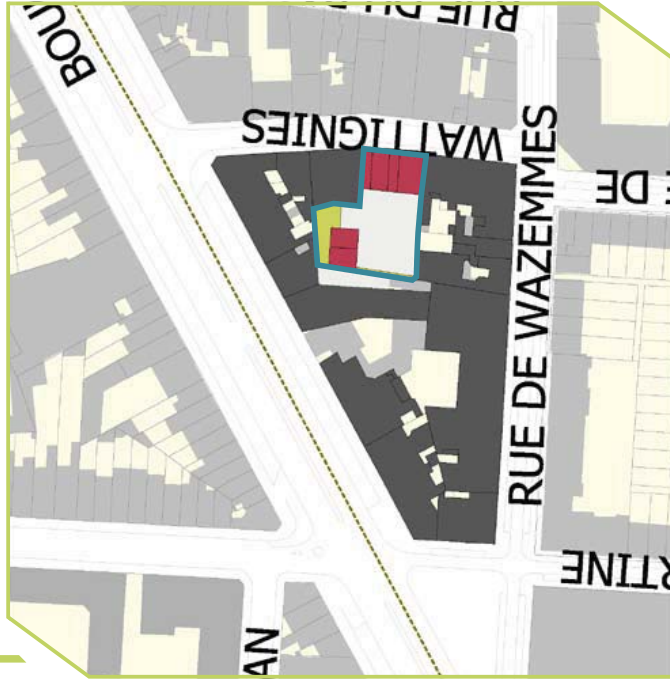 BOU
RUE DU
WATTIGNIES
DE
RUE DE WAZEMMES
RTINE
AN